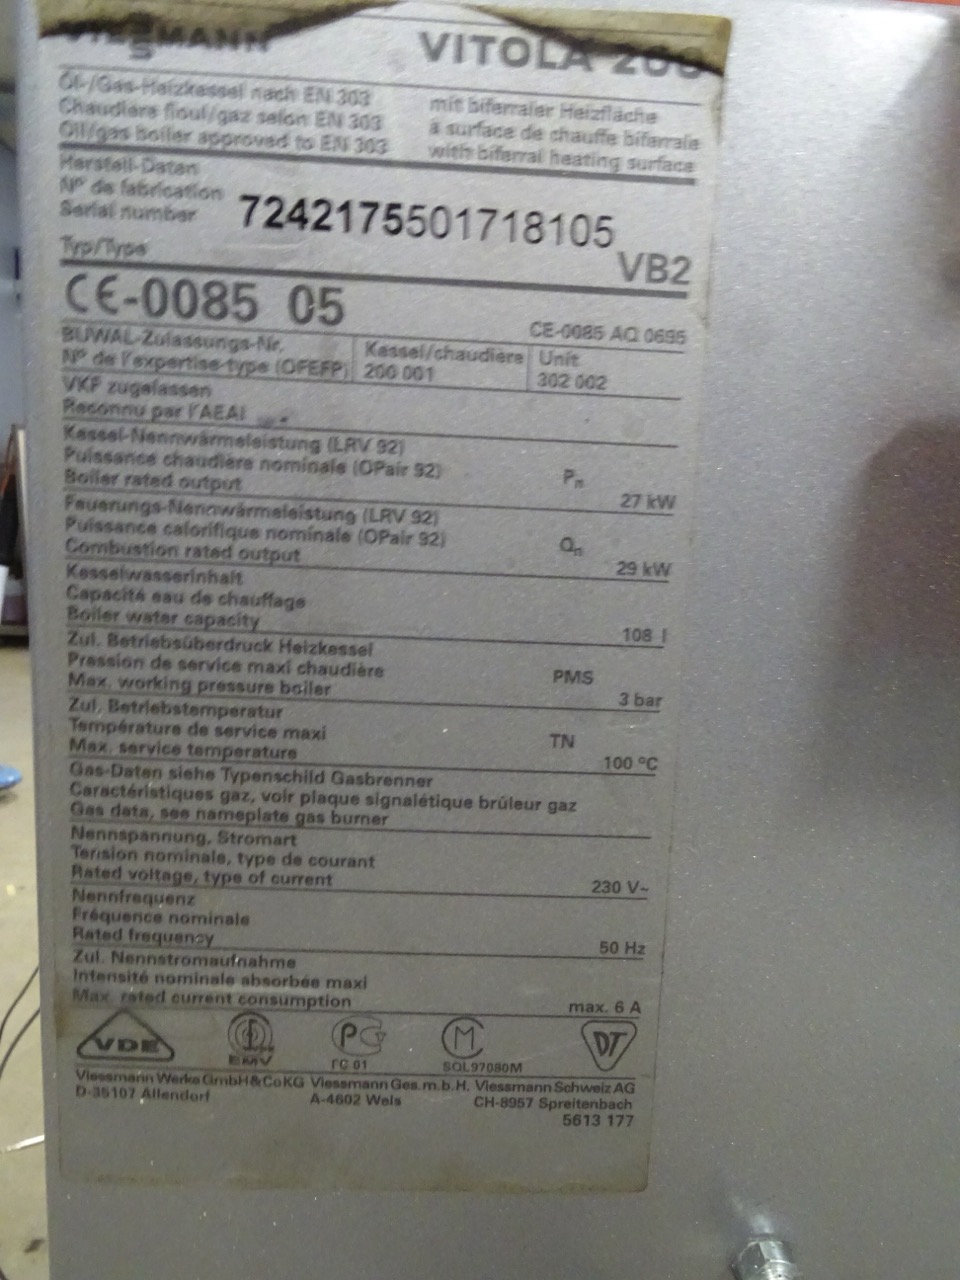 VIESSMANN VITOLA 200
Öl-/Gas-Heizkessel nach EN 303 mit biferraler Heizfläche
Chaudière fioul/gaz selon EN 303 à surface de chauffe biferrale
Oil/gas boiler approved to EN 303 with biferral heating surface
Herstell-Daten
N° de fabrication
Serial number 7242175501718105
Typ/Type VB2
CE-0085 05
CE-0085 AQ 0695
BUWAL-Zulassungs-Nr. Kessel/chaudière Unit
N° de l'expertise-type (OFEFP) 200 001 302 002
VKF zugelassen
Reconnu par l'AEAI
Kessel-Nennwärmeleistung (LRV 92)
Puissance chaudière nominale (OPair 92) Pn
Boiler rated output 27 kW
Feuerungs-Nennwärmeleistung (LRV 92)
Puissance calorifique nominale (OPair 92) Qn
Combustion rated output 29 kW
Kesselwasserinhalt
Capacité eau de chauffage
Boiler water capacity 108 l
Zul. Betriebsüberdruck Heizkessel
Pression de service maxi chaudière PMS
Max. working pressure boiler 3 bar
Zul. Betriebstemperatur
Température de service maxi TN
Max. service temperature 100 °C
Gas-Daten siehe Typenschild Gasbrenner
Caractéristiques gaz, voir plaque signalétique brûleur gaz
Gas data, see nameplate gas burner
Nennspannung, Stromart
Tension nominale, type de courant
Rated voltage, type of current 230 V~
Nennfrequenz
Fréquence nominale
Rated frequency 50 Hz
Zul. Nennstromaufnahme
Intensité nominale absorbée maxi
Max. rated current consumption max. 6 A
VDE EMV PG M DT
ГС 01 SQL97080M
Viessmann Werke GmbH&CoKG Viessmann Ges.m.b.H. Viessmann Schweiz AG
D-35107 Allendorf A-4602 Wels CH-8957 Spreitenbach
5613 177